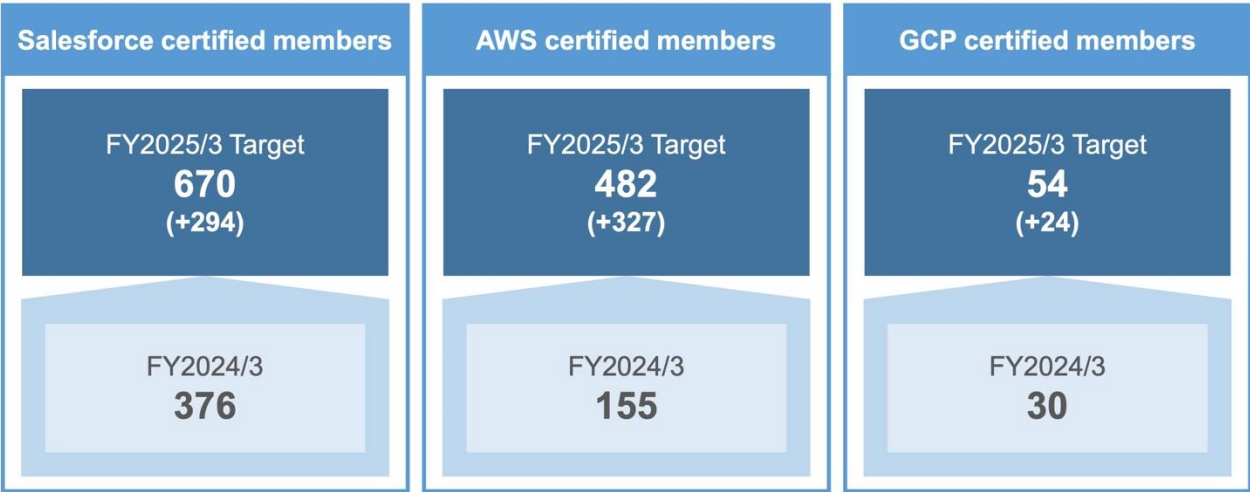 Salesforce certified members
FY2025/3 Target
670
(+294)
FY2024/3
376
AWS certified members
FY2025/3 Target
482
(+327)
FY2024/3
155
GCP certified members
FY2025/3 Target
54
(+24)
FY2024/3
30